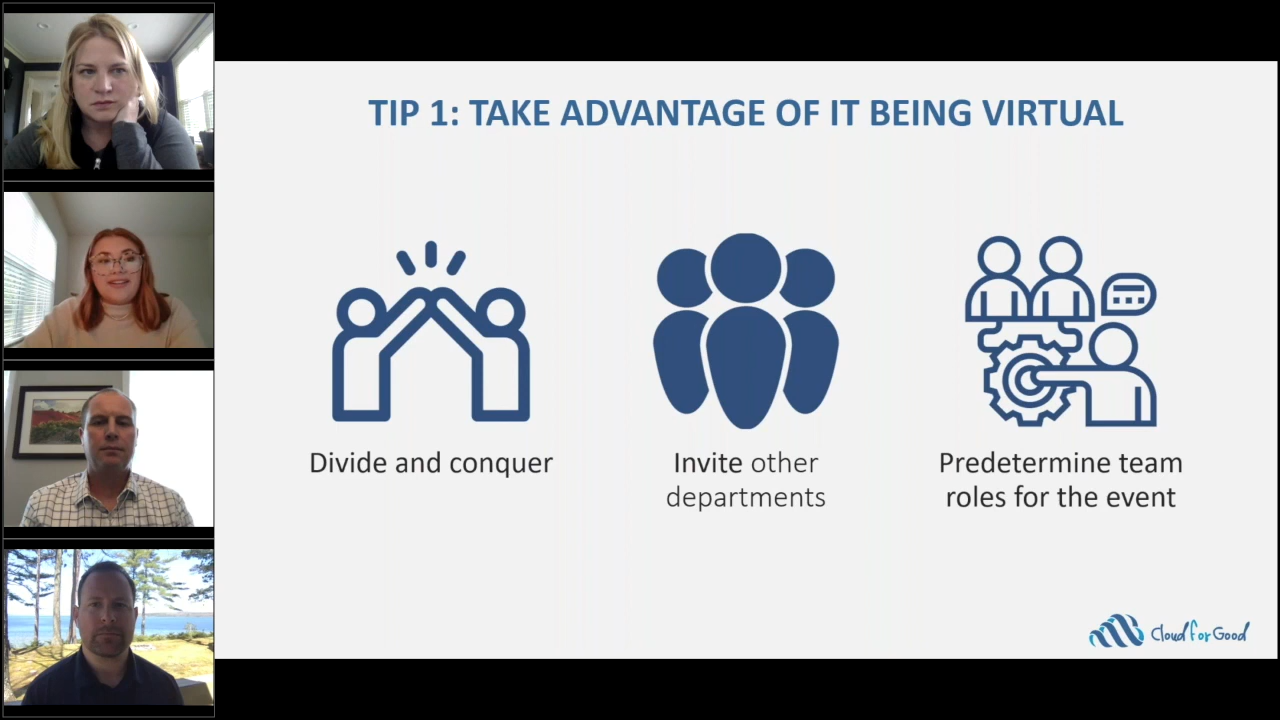 TIP 1: TAKE ADVANTAGE OF IT BEING VIRTUAL
Divide and conquer
Invite other
departments
Predetermine team
roles for the event
Cloud for Good